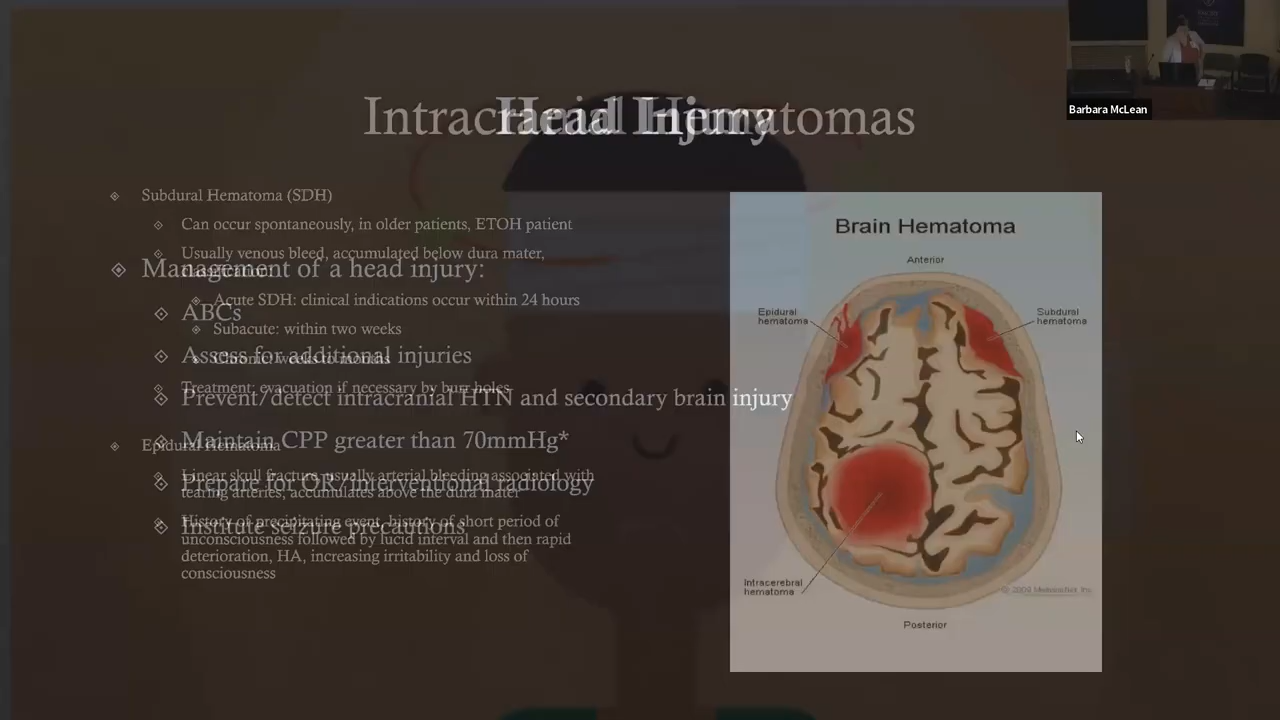 Intracranial Hematomas
Head Injury
Subdural Hematoma (SDH)
Can occur spontaneously, in older patients, ETOH patient
Usually venous bleed, accumulated below dura mater,
classification:
Acute SDH: clinical indications occur within 24 hours
Subacute: within two weeks
Chronic: weeks to months
Treatment: evacuation if necessary by burr holes
Epidural Hematoma
Linear skull fracture-usually arterial bleeding associated with
tearing arteries, accumulates above the dura mater
History of precipitating event, history of short period of
unconsciousness followed by lucid interval and then rapid
deterioration, HA, increasing irritability and loss of
consciousness
Management of a head injury:
ABCs
Assess for additional injuries
Prevent/detect intracranial HTN and secondary brain injury
Maintain CPP greater than 70mmHg*
Prepare for OR/interventional radiology
Institute seizure precautions
Brain Hematoma
Anterior
Epidural
hematoma
Subdural
hematoma
Intracerebral
hematoma
© 2009 MedicineNet, Inc.
Posterior
Barbara McLean